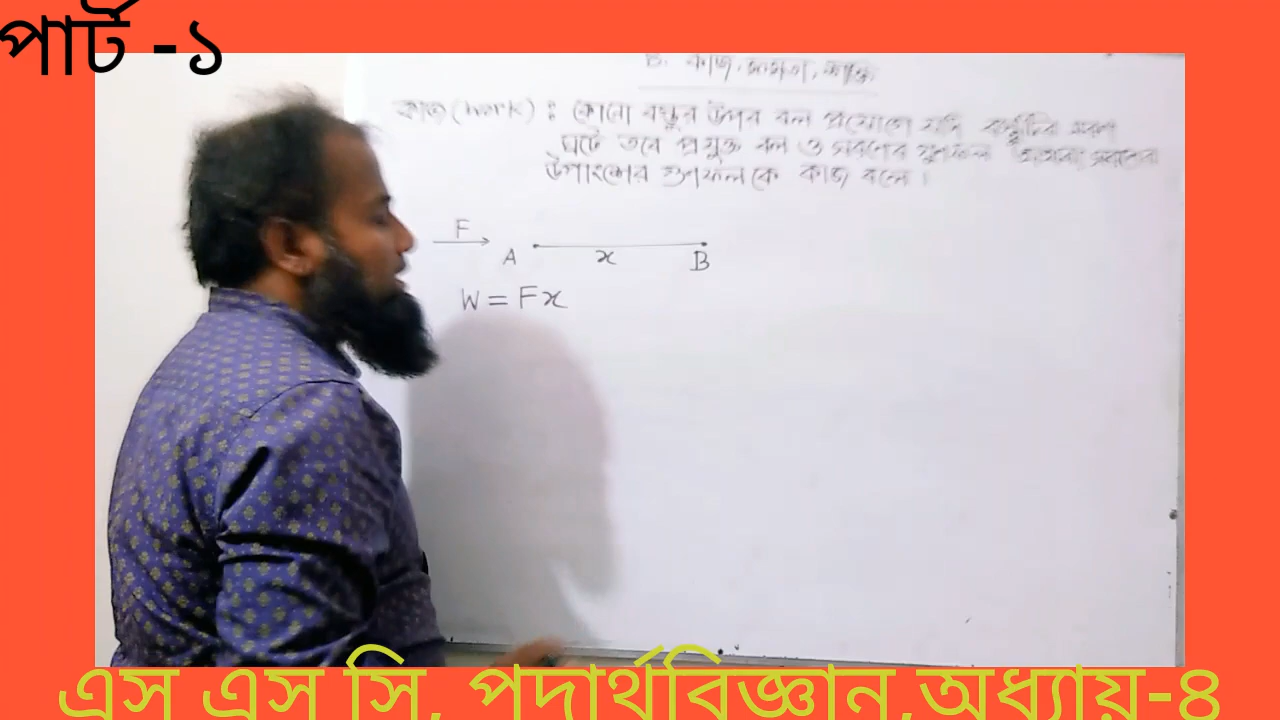 পার্ট -১
কাজ, ক্ষমতা, শক্তি
কাজ (work) : কোনো বস্তুর উপর বল প্রয়োগে যদি বস্তুটির সরণ
ঘটে তবে প্রযুক্ত বল ও সরণের গুণফল অথবা সরণের
উপাংশের গুণফলকে কাজ বলে।
F
A x B
W = Fx
এস এস সি, পদার্থবিজ্ঞান,অধ্যায়-৪